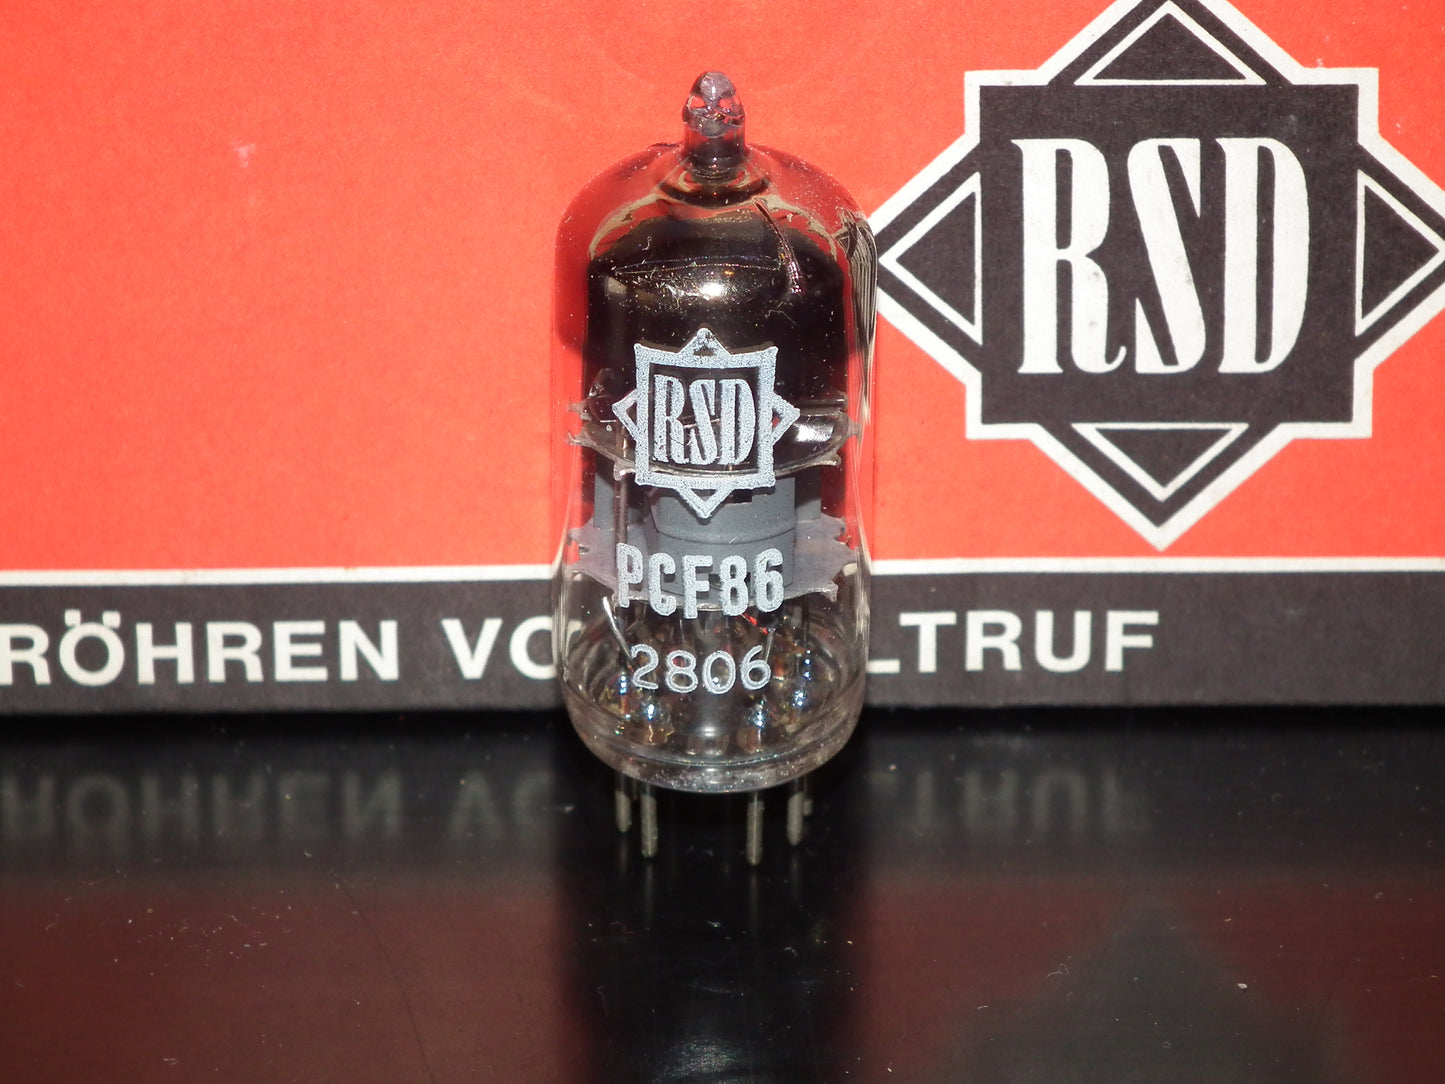 RSD
RSD
PCF86
RÖHREN VO LTRUF
2806